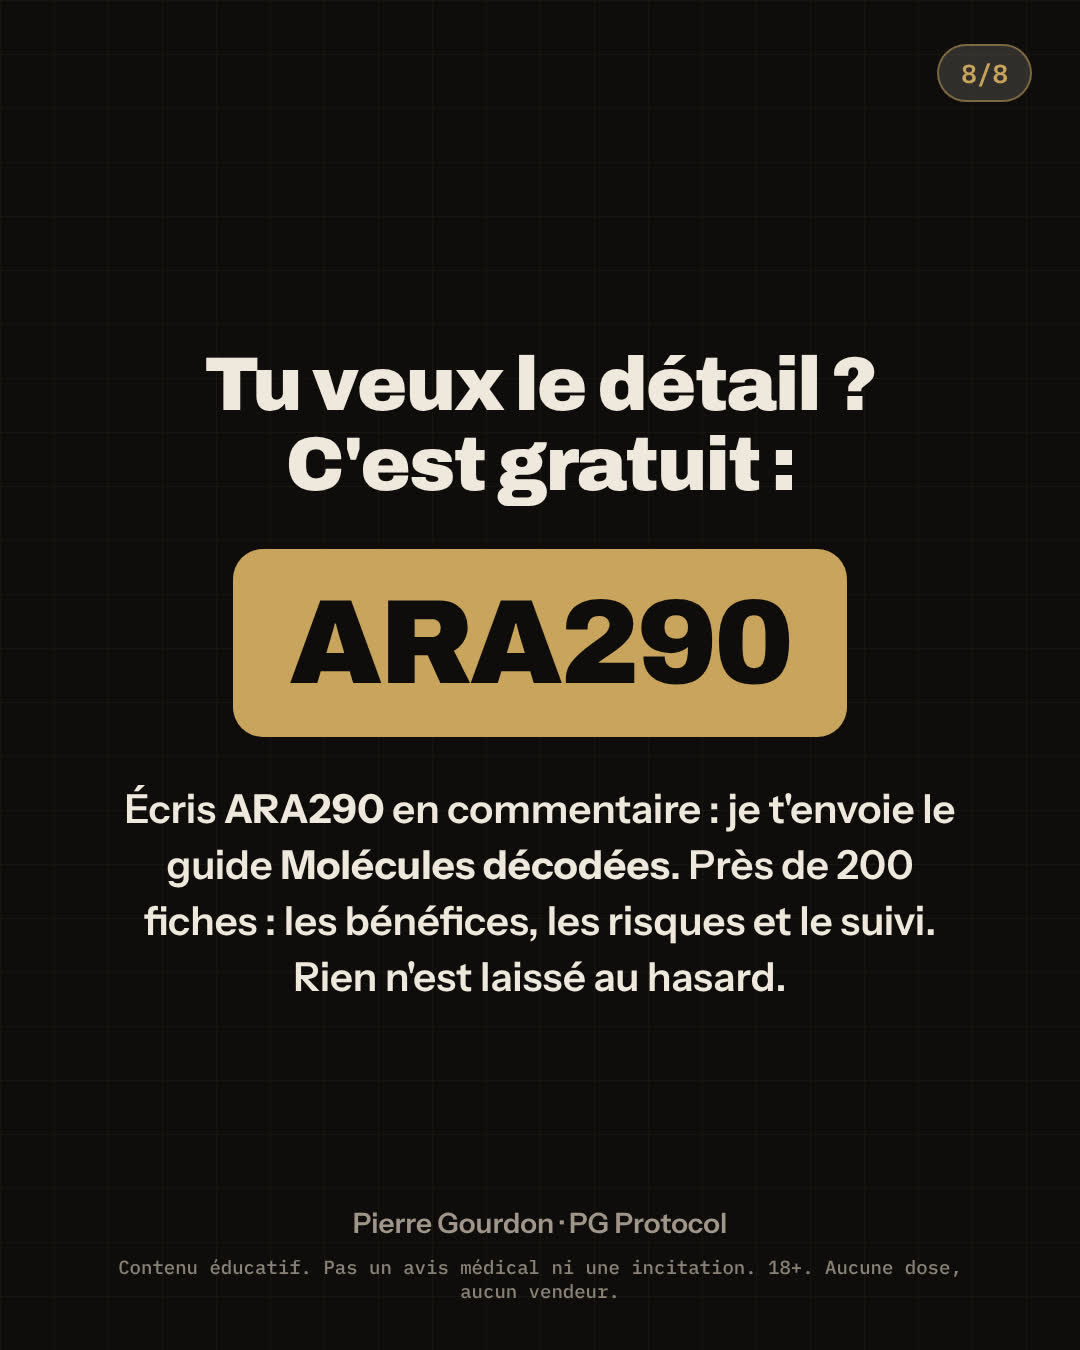 8/8
Tu veux le détail ?
C'est gratuit :
ARA290
Écris ARA290 en commentaire : je t'envoie le
guide Molécules décodées. Près de 200
fiches : les bénéfices, les risques et le suivi.
Rien n'est laissé au hasard.
Pierre Gourdon · PG Protocol
Contenu éducatif. Pas un avis médical ni une incitation. 18+. Aucune dose,
aucun vendeur.